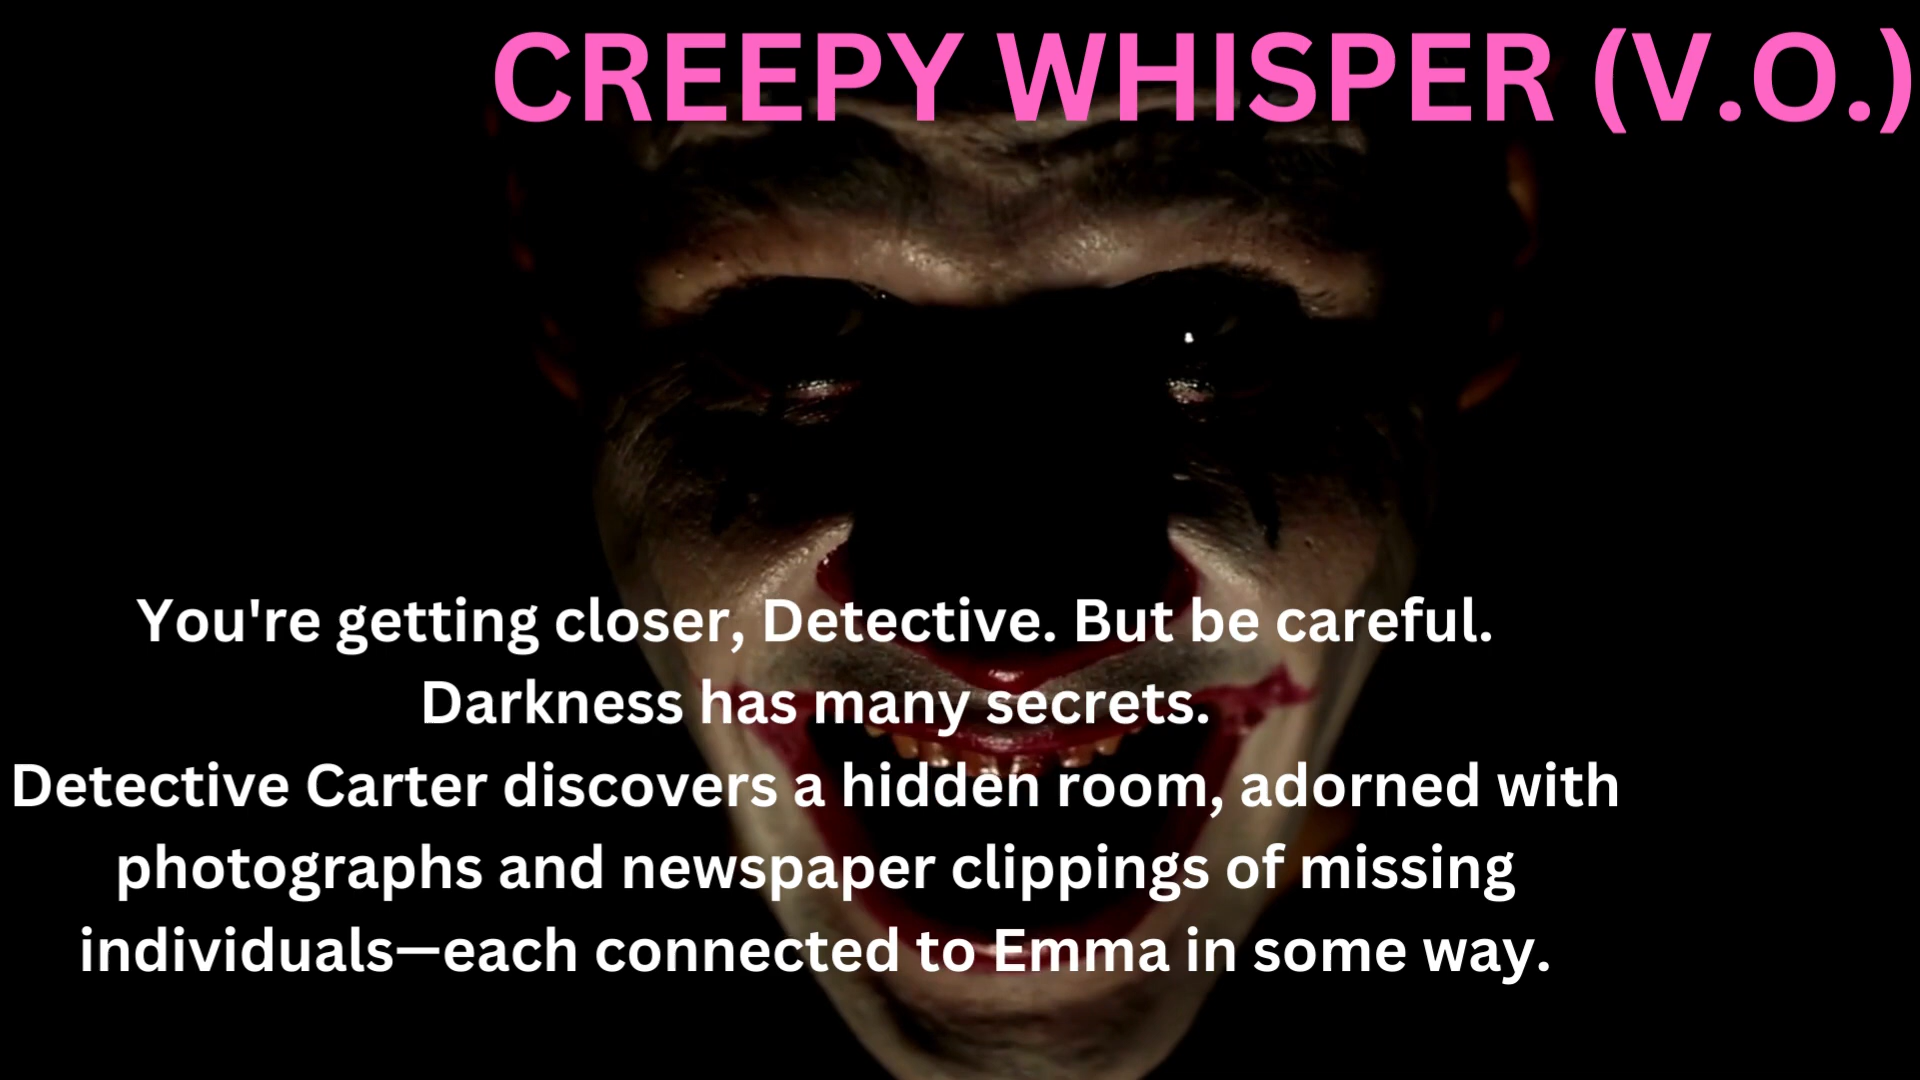 CREEPY WHISPER (V.O.)
You're getting closer, Detective. But be careful.
Darkness has many secrets.
Detective Carter discovers a hidden room, adorned with
photographs and newspaper clippings of missing
individuals—each connected to Emma in some way.